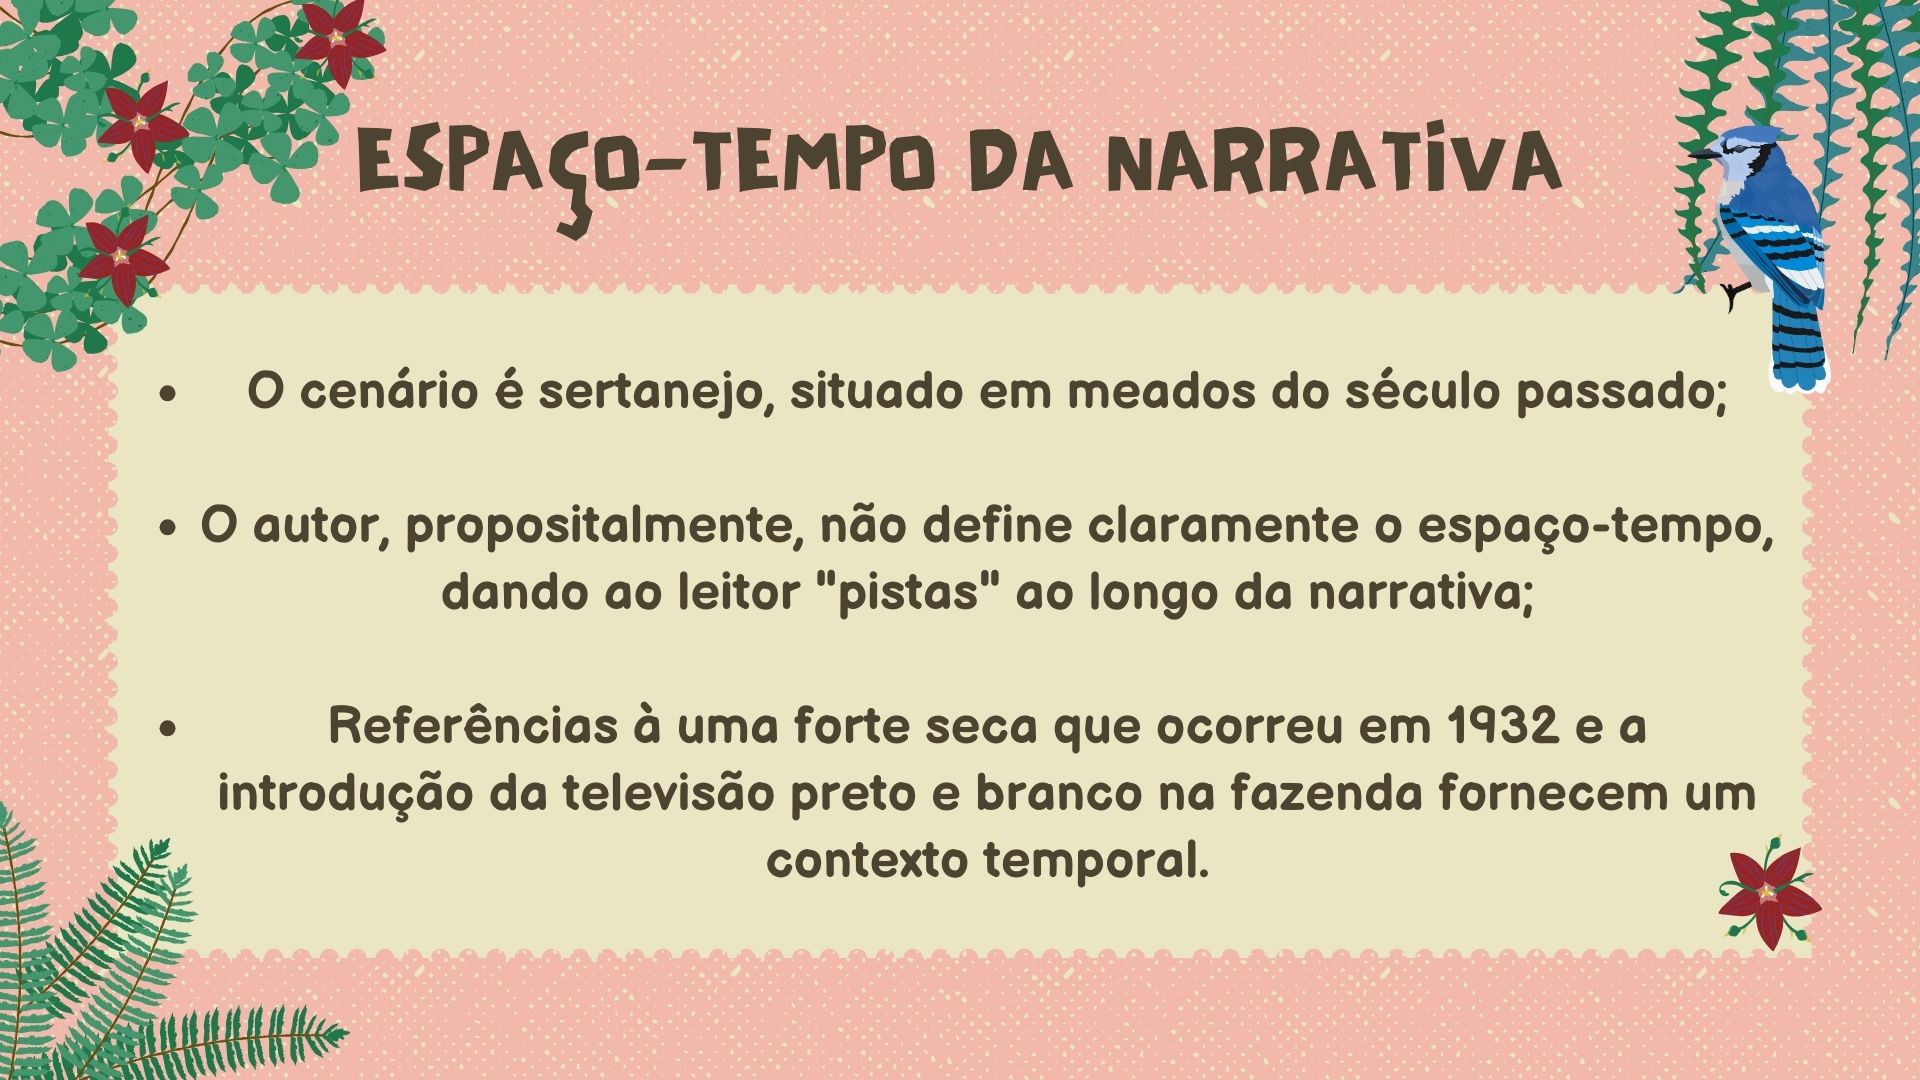 ESPAÇO-TEMPO DA NARRATIVA
• O cenário é sertanejo, situado em meados do século passado;
• O autor, propositalmente, não define claramente o espaço-tempo,
dando ao leitor "pistas" ao longo da narrativa;
• Referências à uma forte seca que ocorreu em 1932 e a
introdução da televisão preto e branco na fazenda fornecem um
contexto temporal.